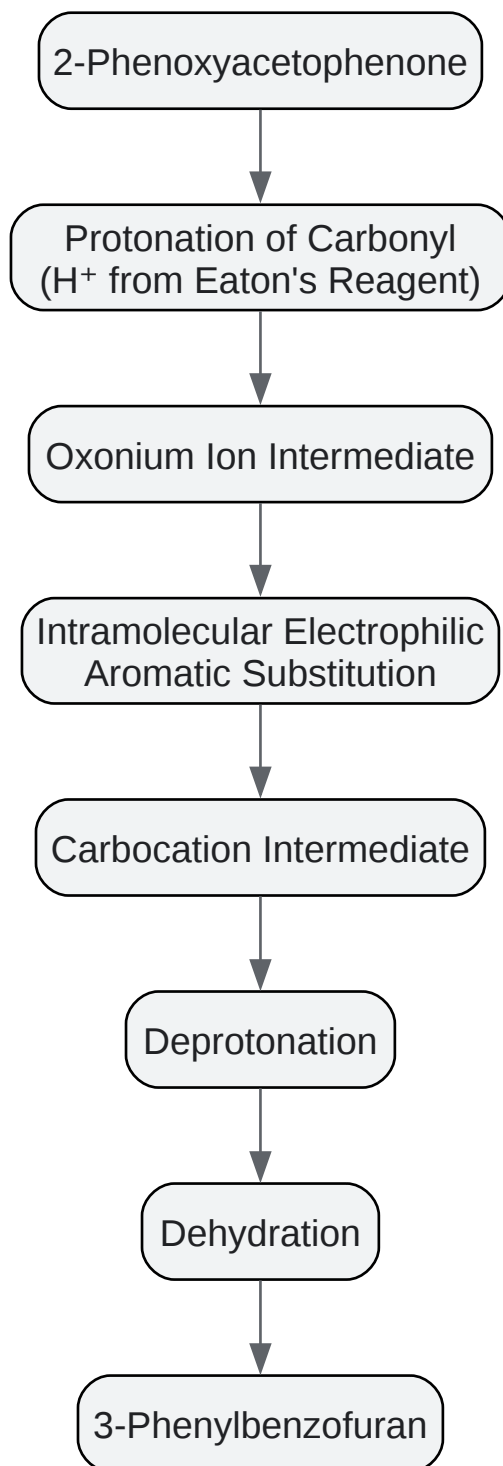 2-Phenoxyacetophenone
Protonation of Carbonyl
(H⁺ from Eaton's Reagent)
Oxonium Ion Intermediate
Intramolecular Electrophilic
Aromatic Substitution
Carbocation Intermediate
Deprotonation
Dehydration
3-Phenylbenzofuran